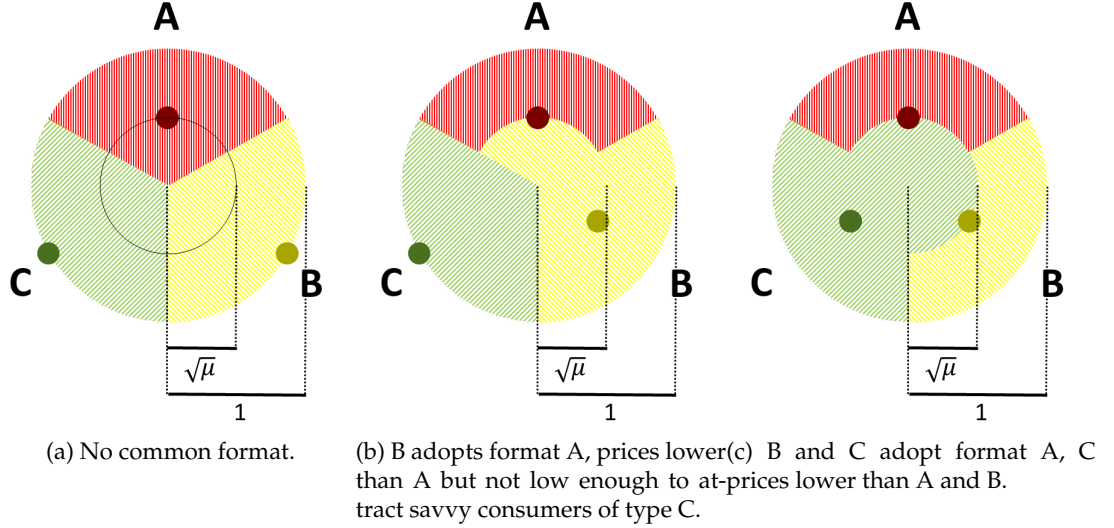 A A A
C B C B C B
√μ √μ √μ
1 1 1
(a) No common format.
(b) B adopts format A, prices lower
than A but not low enough to at-
tract savvy consumers of type C.
(c) B and C adopt format A, C
prices lower than A and B.